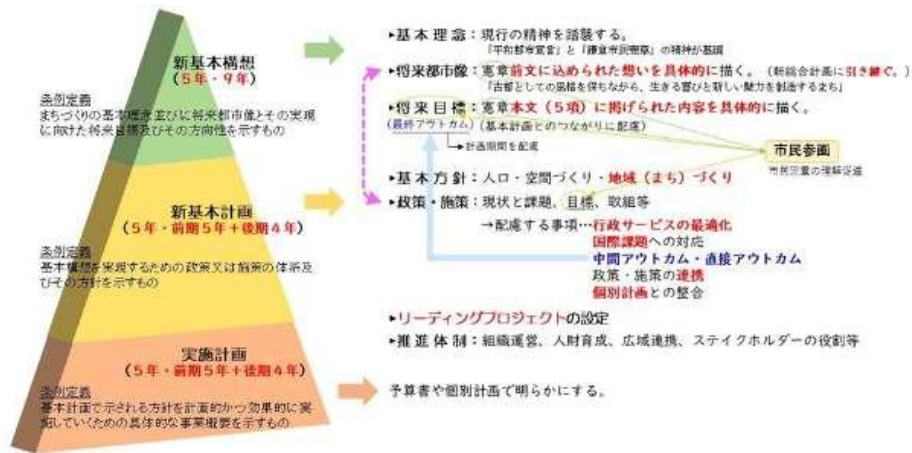 新基本構想
（５年・９年）
条例定義
まちづくりの基本理念並びに将来都市像とその実現
に向けた将来目標及びその方向性を示すもの
▸基本理念：現行の精神を踏襲する。
『平和都市宣言』と『鎌倉市民憲章』の精神が基調
▸将来都市像：憲章前文に込められた想いを具体的に描く。（新総合計画に引き継ぐ。）
『古都としての風格を保ちながら、生きる喜びと新しい魅力を創造するまち』
▸将来目標：憲章本文（５項）に掲げられた内容を具体的に描く。
（最終アウトカム）（基本計画とのつながりに配慮）
計画期間を配慮
市民参画
市民児童の理解促進
新基本計画
（５年・前期５年＋後期４年）
条例定義
基本構想を実現するための政策又は施策の体系及
びその方針を示すもの
▸基本方針：人口・空間づくり・地域（まち）づくり
▸政策・施策：現状と課題、目標、取組等
→配慮する事項…行政サービスの最適化
国際課題への対応
中間アウトカム・直接アウトカム
政策・施策の連携
個別計画との整合
▸リーディングプロジェクトの設定
▸推進体制：組織運営、人財育成、広域連携、ステイクホルダーの役割等
実施計画
（５年・前期５年＋後期４年）
条例定義
基本計画で示される方針を計画的かつ効果的に実
施していくための具体的な事業概要を示すもの
予算書や個別計画で明らかにする。